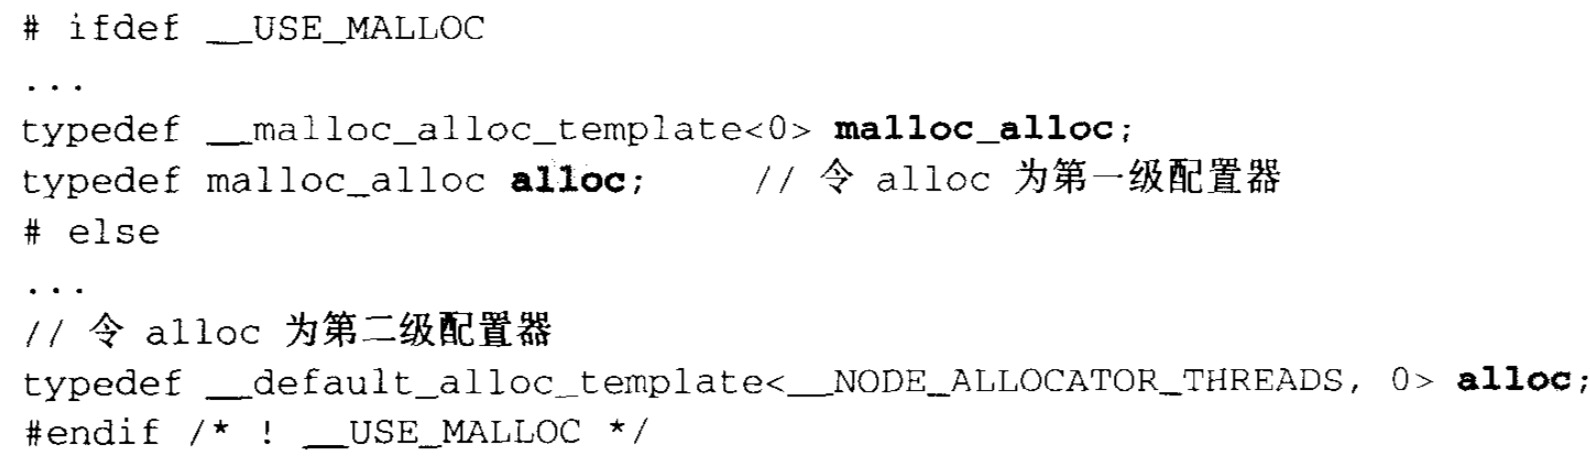 # ifdef __USE_MALLOC
...
typedef __malloc_alloc_template<0> malloc_alloc;
typedef malloc_alloc alloc; // 令 alloc 为第一级配置器
# else
...
// 令 alloc 为第二级配置器
typedef __default_alloc_template<__NODE_ALLOCATOR_THREADS, 0> alloc;
#endif /* ! __USE_MALLOC */